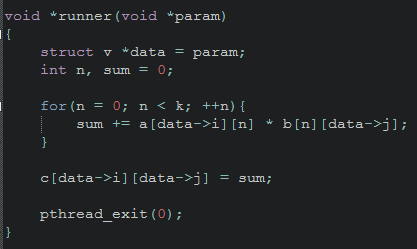 void *runner(void *param)
{
    struct v *data = param;
    int n, sum = 0;
    for(n = 0; n < k; ++n){
        sum += a[data->i][n] * b[n][data->j];
    }
    c[data->i][data->j] = sum;
    pthread_exit(0);
}